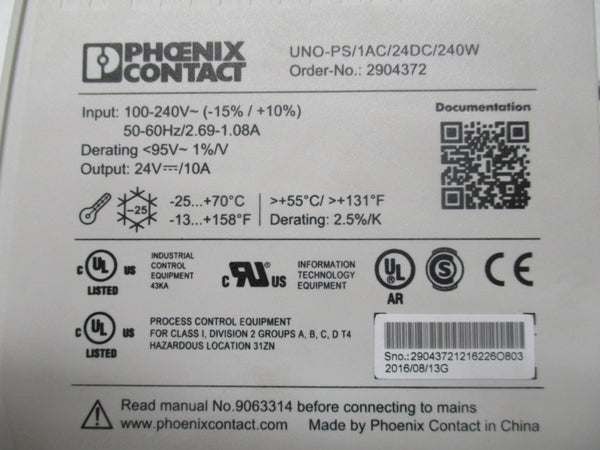 PHŒNIX
CONTACT
UNO-PS/1AC/24DC/240W
Order-No.: 2904372
Input: 100-240V~ (-15% / +10%)
50-60Hz/2.69-1.08A
Derating <95V~ 1%/V
Output: 24V⎓/10A
Documentation
-25
-25...+70°C
-13...+158°F
>+55°C/ >+131°F
Derating: 2.5%/K
C UL US
LISTED
INDUSTRIAL
CONTROL
EQUIPMENT
43KA
C RU US
INFORMATION
TECHNOLOGY
EQUIPMENT
UL
AR
S
CE
C UL US
LISTED
PROCESS CONTROL EQUIPMENT
FOR CLASS I, DIVISION 2 GROUPS A, B, C, D T4
HAZARDOUS LOCATION 31ZN
Sno.:29043721216226O803
2016/08/13G
Read manual No.9063314 before connecting to mains
www.phoenixcontact.com Made by Phoenix Contact in China